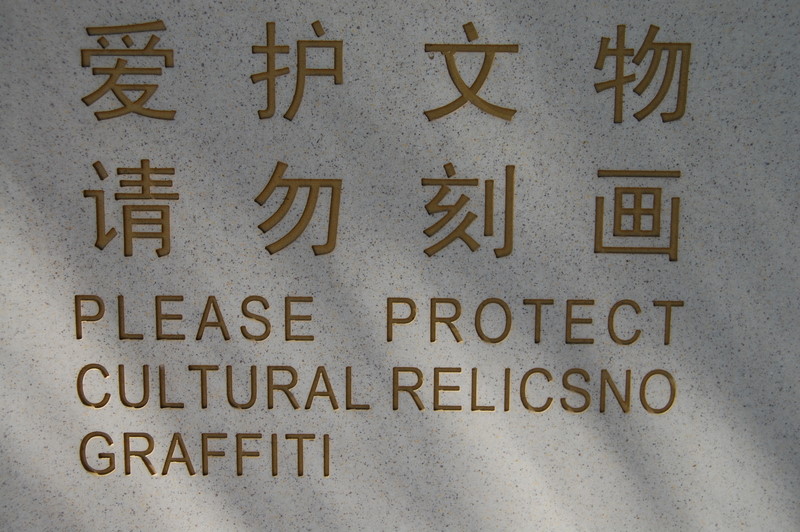 爱护文物
请勿刻画
PLEASE PROTECT
CULTURAL RELICSNO
GRAFFITI